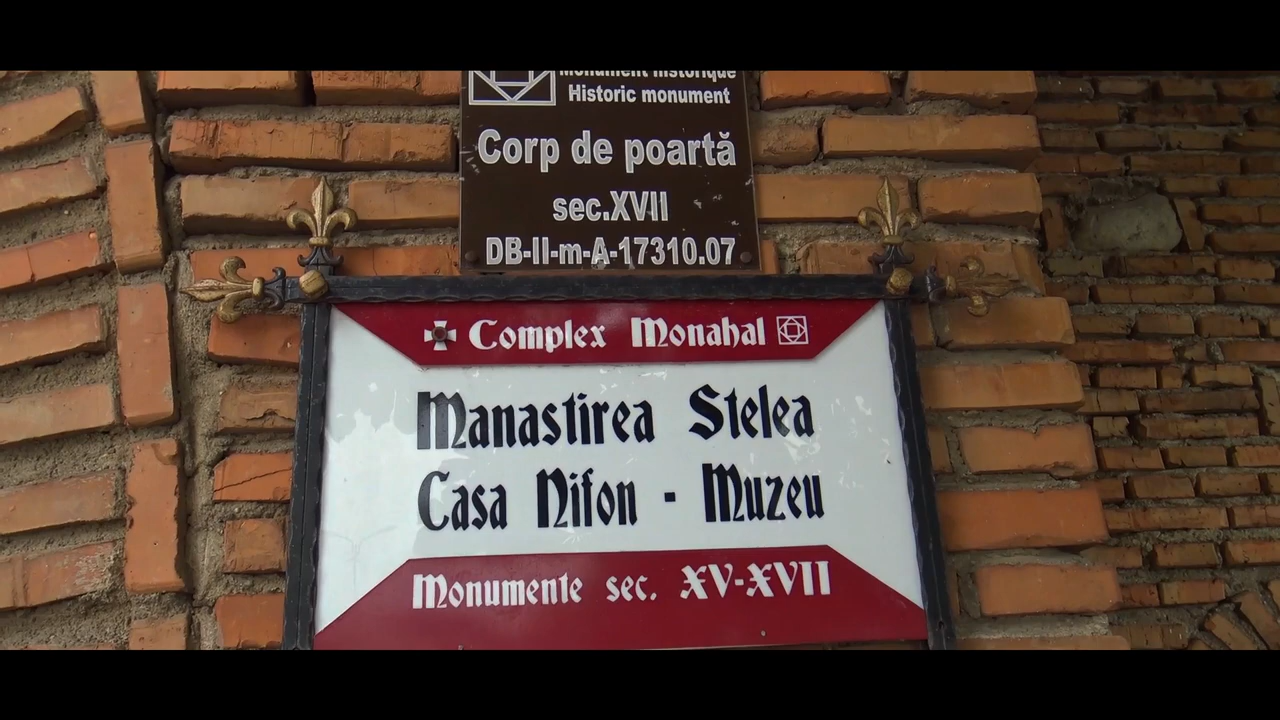 Monument historique
Historic monument
Corp de poartă
sec.XVII
DB-II-m-A-17310.07
Complex Monahal
Manastirea Stelea
Casa Nifon - Muzeu
Monumente sec. XV-XVII